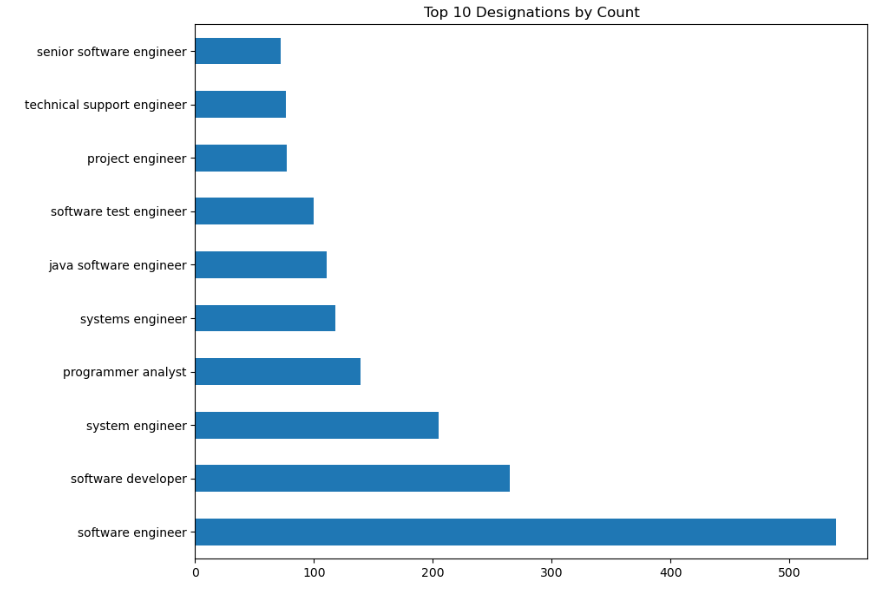 Top 10 Designations by Count
senior software engineer
technical support engineer
project engineer
software test engineer
java software engineer
systems engineer
programmer analyst
system engineer
software developer
software engineer
0 100 200 300 400 500